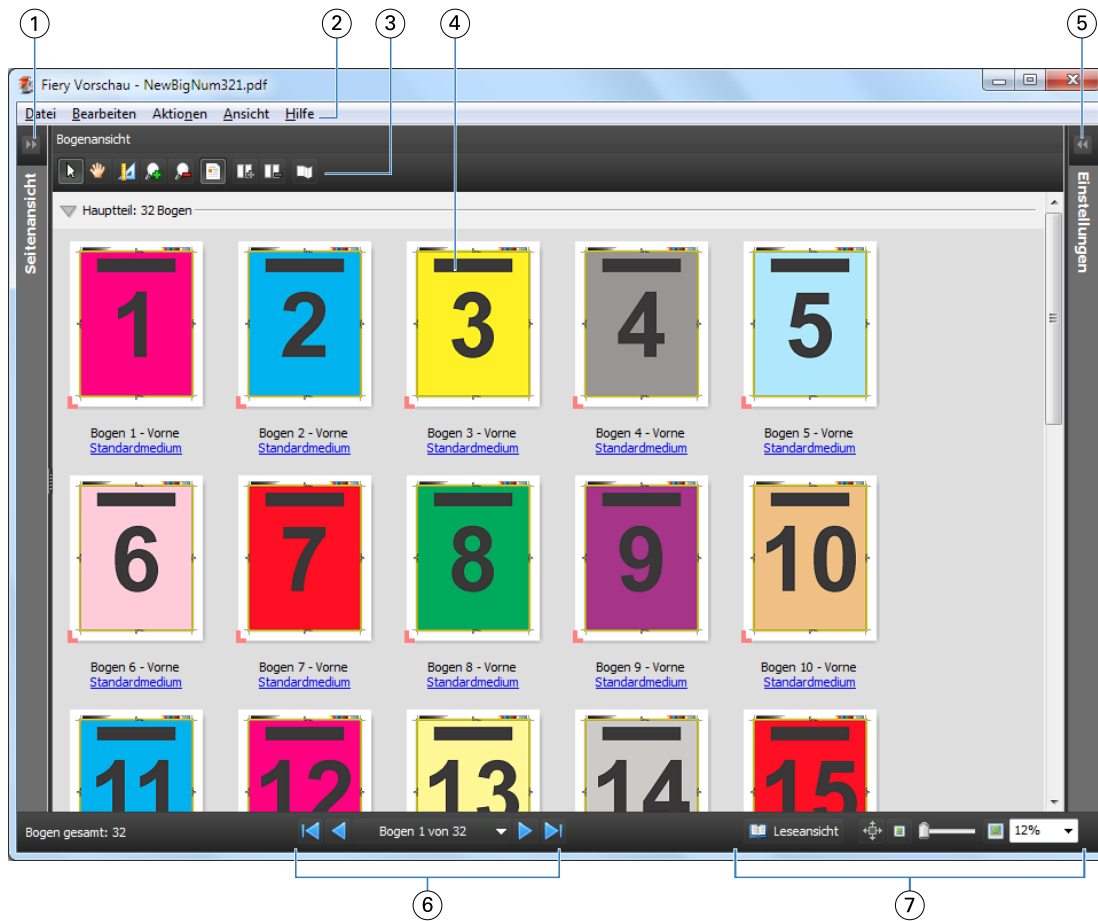 1 2 3 4 5
Fiery Vorschau - NewBigNum321.pdf
Datei Bearbeiten Aktionen Ansicht Hilfe
Bogenansicht
Seitenansicht
Einstellungen
Hauptteil: 32 Bogen
1 2 3 4 5
Bogen 1 - Vorne Bogen 2 - Vorne Bogen 3 - Vorne Bogen 4 - Vorne Bogen 5 - Vorne
Standardmedium Standardmedium Standardmedium Standardmedium Standardmedium
6 7 8 9 10
Bogen 6 - Vorne Bogen 7 - Vorne Bogen 8 - Vorne Bogen 9 - Vorne Bogen 10 - Vorne
Standardmedium Standardmedium Standardmedium Standardmedium Standardmedium
11 12 13 14 15
Bogen gesamt: 32 Bogen 1 von 32 Leseansicht 12%
6 7